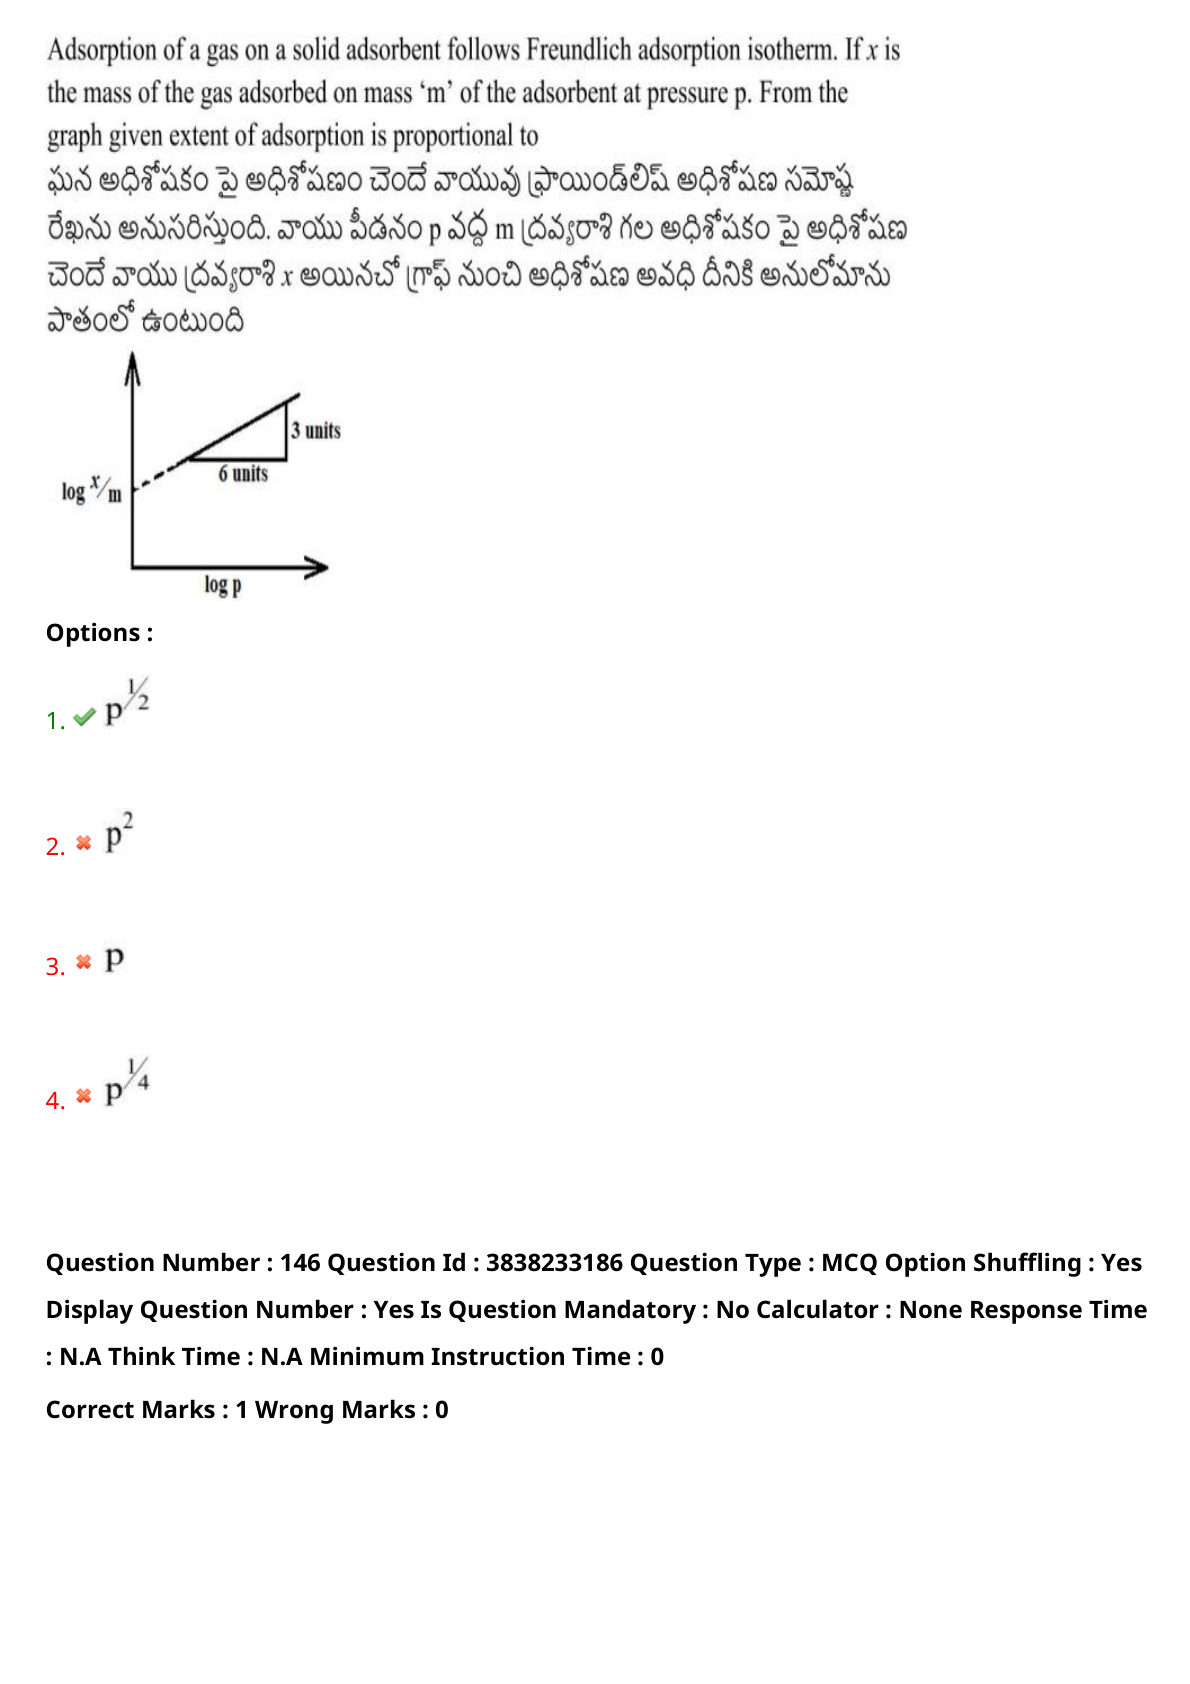 Adsorption of a gas on a solid adsorbent follows Freundlich adsorption isotherm. If x is
the mass of the gas adsorbed on mass ‘m’ of the adsorbent at pressure p. From the
graph given extent of adsorption is proportional to
ఘన అధిశోషకం పై అధిశోషణం చెందే వాయువు ఫ్రాయిండ్‌లిష్ అధిశోషణ సమోష్ణ
రేఖను అనుసరిస్తుంది. వాయు పీడనం p వద్ద m ద్రవ్యరాశి గల అధిశోషకం పై అధిశోషణ
చెందే వాయు ద్రవ్యరాశి x అయినచో గ్రాఫ్ నుంచి అధిశోషణ అవధి దీనికి అనులోమాను
పాతంలో ఉంటుంది
3 units
6 units
log x/m
log p
Options :
1. p^1/2
2. p^2
3. p
4. p^1/4
Question Number : 146 Question Id : 3838233186 Question Type : MCQ Option Shuffling : Yes
Display Question Number : Yes Is Question Mandatory : No Calculator : None Response Time
: N.A Think Time : N.A Minimum Instruction Time : 0
Correct Marks : 1 Wrong Marks : 0